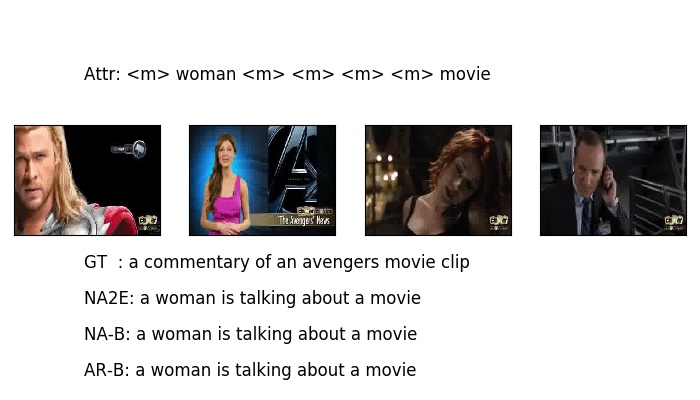 Attr: <m> woman <m> <m> <m> <m> movie
'The Avengers' News
GT  : a commentary of an avengers movie clip
NA2E: a woman is talking about a movie
NA-B: a woman is talking about a movie
AR-B: a woman is talking about a movie